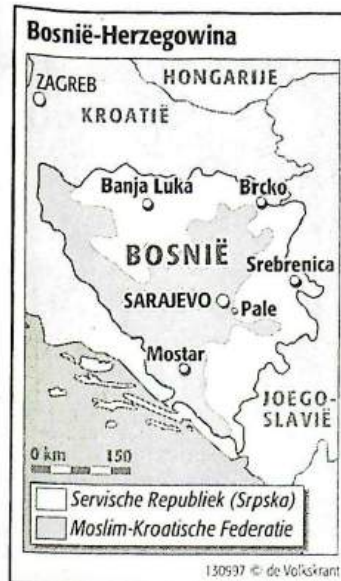 Bosnië-Herzegowina
HONGARIJE
ZAGREB
KROATIË
Banja Luka
Brcko
BOSNIË
Srebrenica
SARAJEVO
Pale
Mostar
JOEGO-
SLAVIË
0 km 150
Servische Republiek (Srpska)
Moslim-Kroatische Federatie
130997 © de Volkskrant